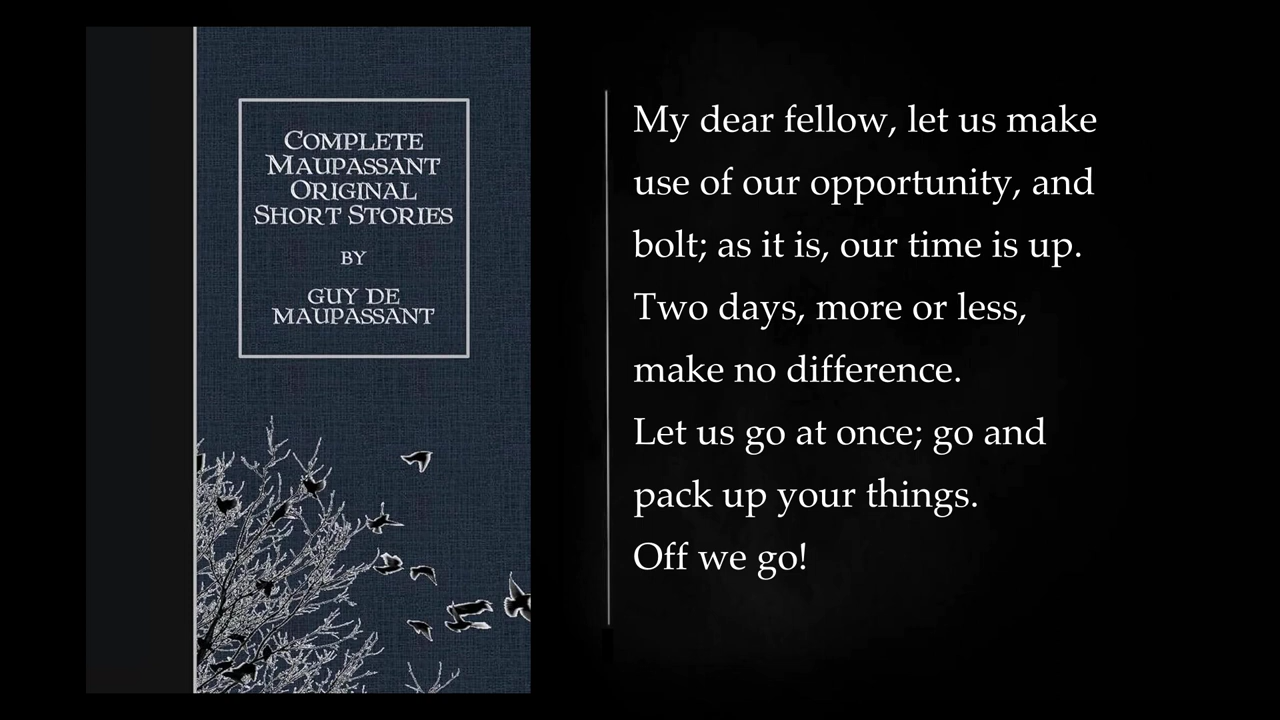 COMPLETE
MAUPASSANT
ORIGINAL
SHORT STORIES
BY
GUY DE
MAUPASSANT
My dear fellow, let us make
use of our opportunity, and
bolt; as it is, our time is up.
Two days, more or less,
make no difference.
Let us go at once; go and
pack up your things.
Off we go!